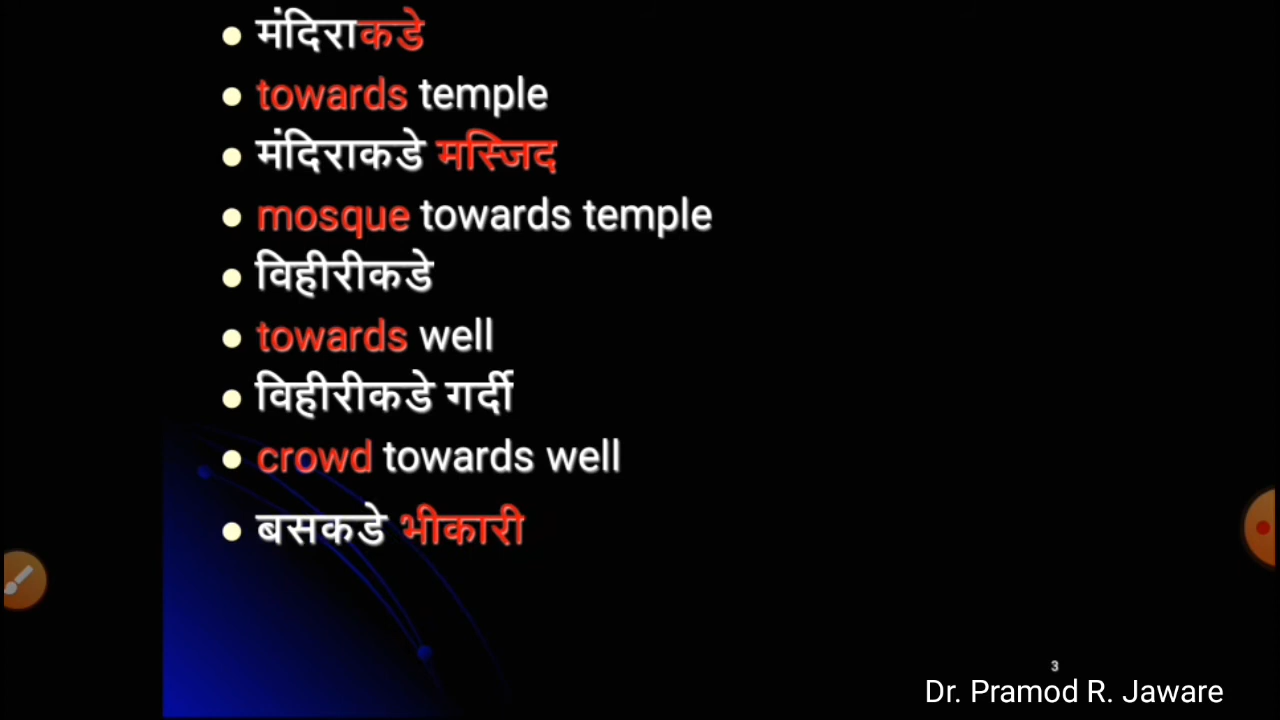 मंदिराकडे
towards temple
मंदिराकडे मस्जिद
mosque towards temple
विहीरीकडे
towards well
विहीरीकडे गर्दी
crowd towards well
बसकडे भीकारी
3
Dr. Pramod R. Jaware